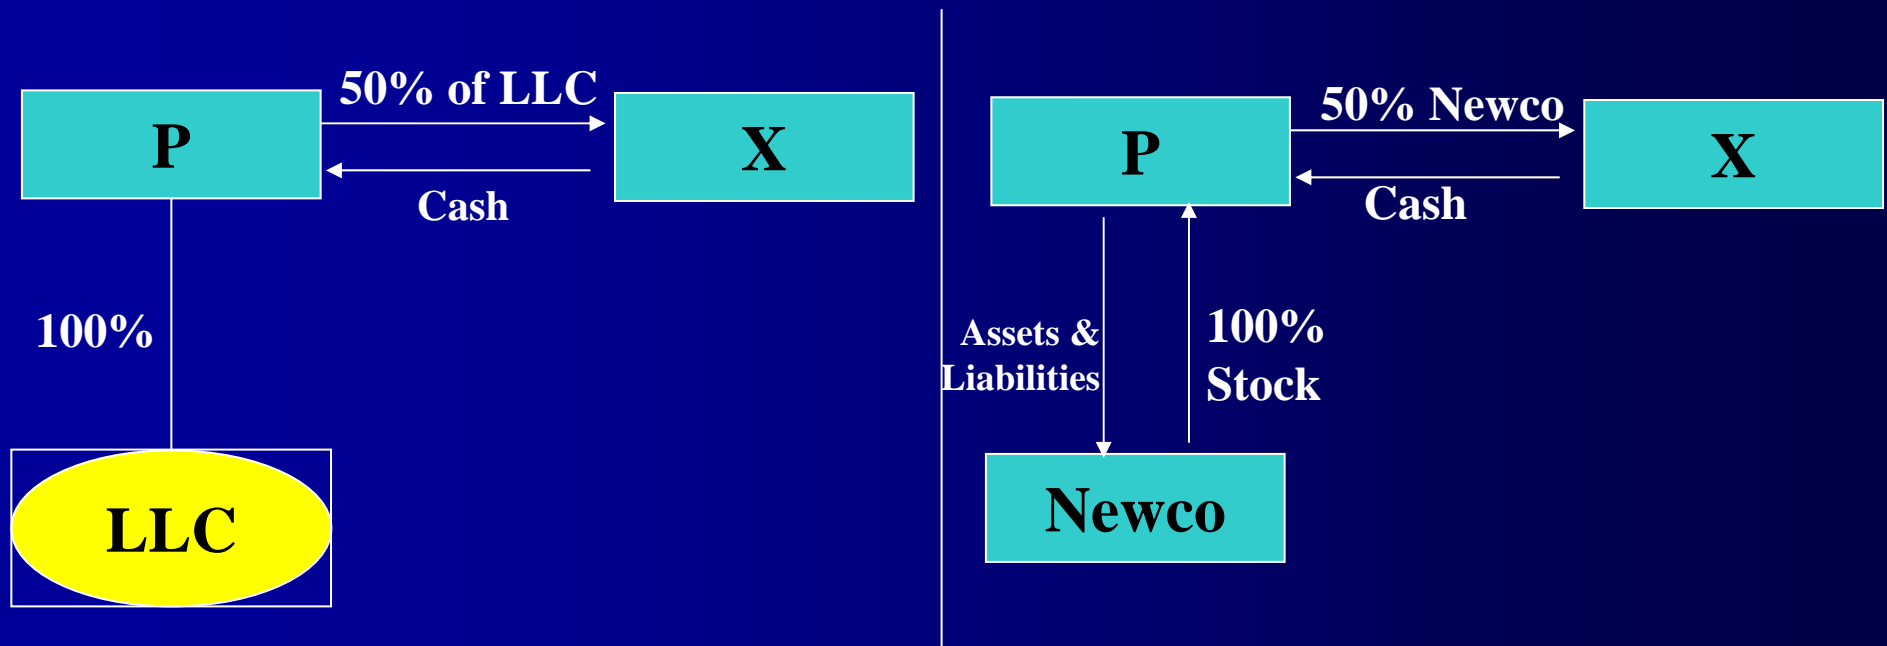 50% of LLC
P
X
Cash
100%
LLC
50% Newco
P
X
Cash
Assets &
Liabilities
100%
Stock
Newco